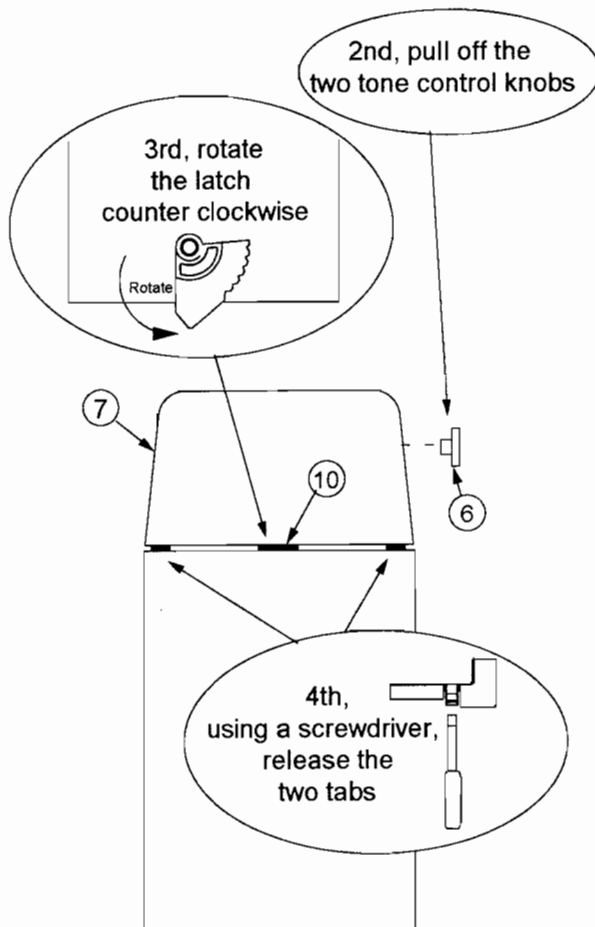 2nd, pull off the
two tone control knobs
3rd, rotate
the latch
counter clockwise
Rotate
7
10
6
4th,
using a screwdriver,
release the
two tabs